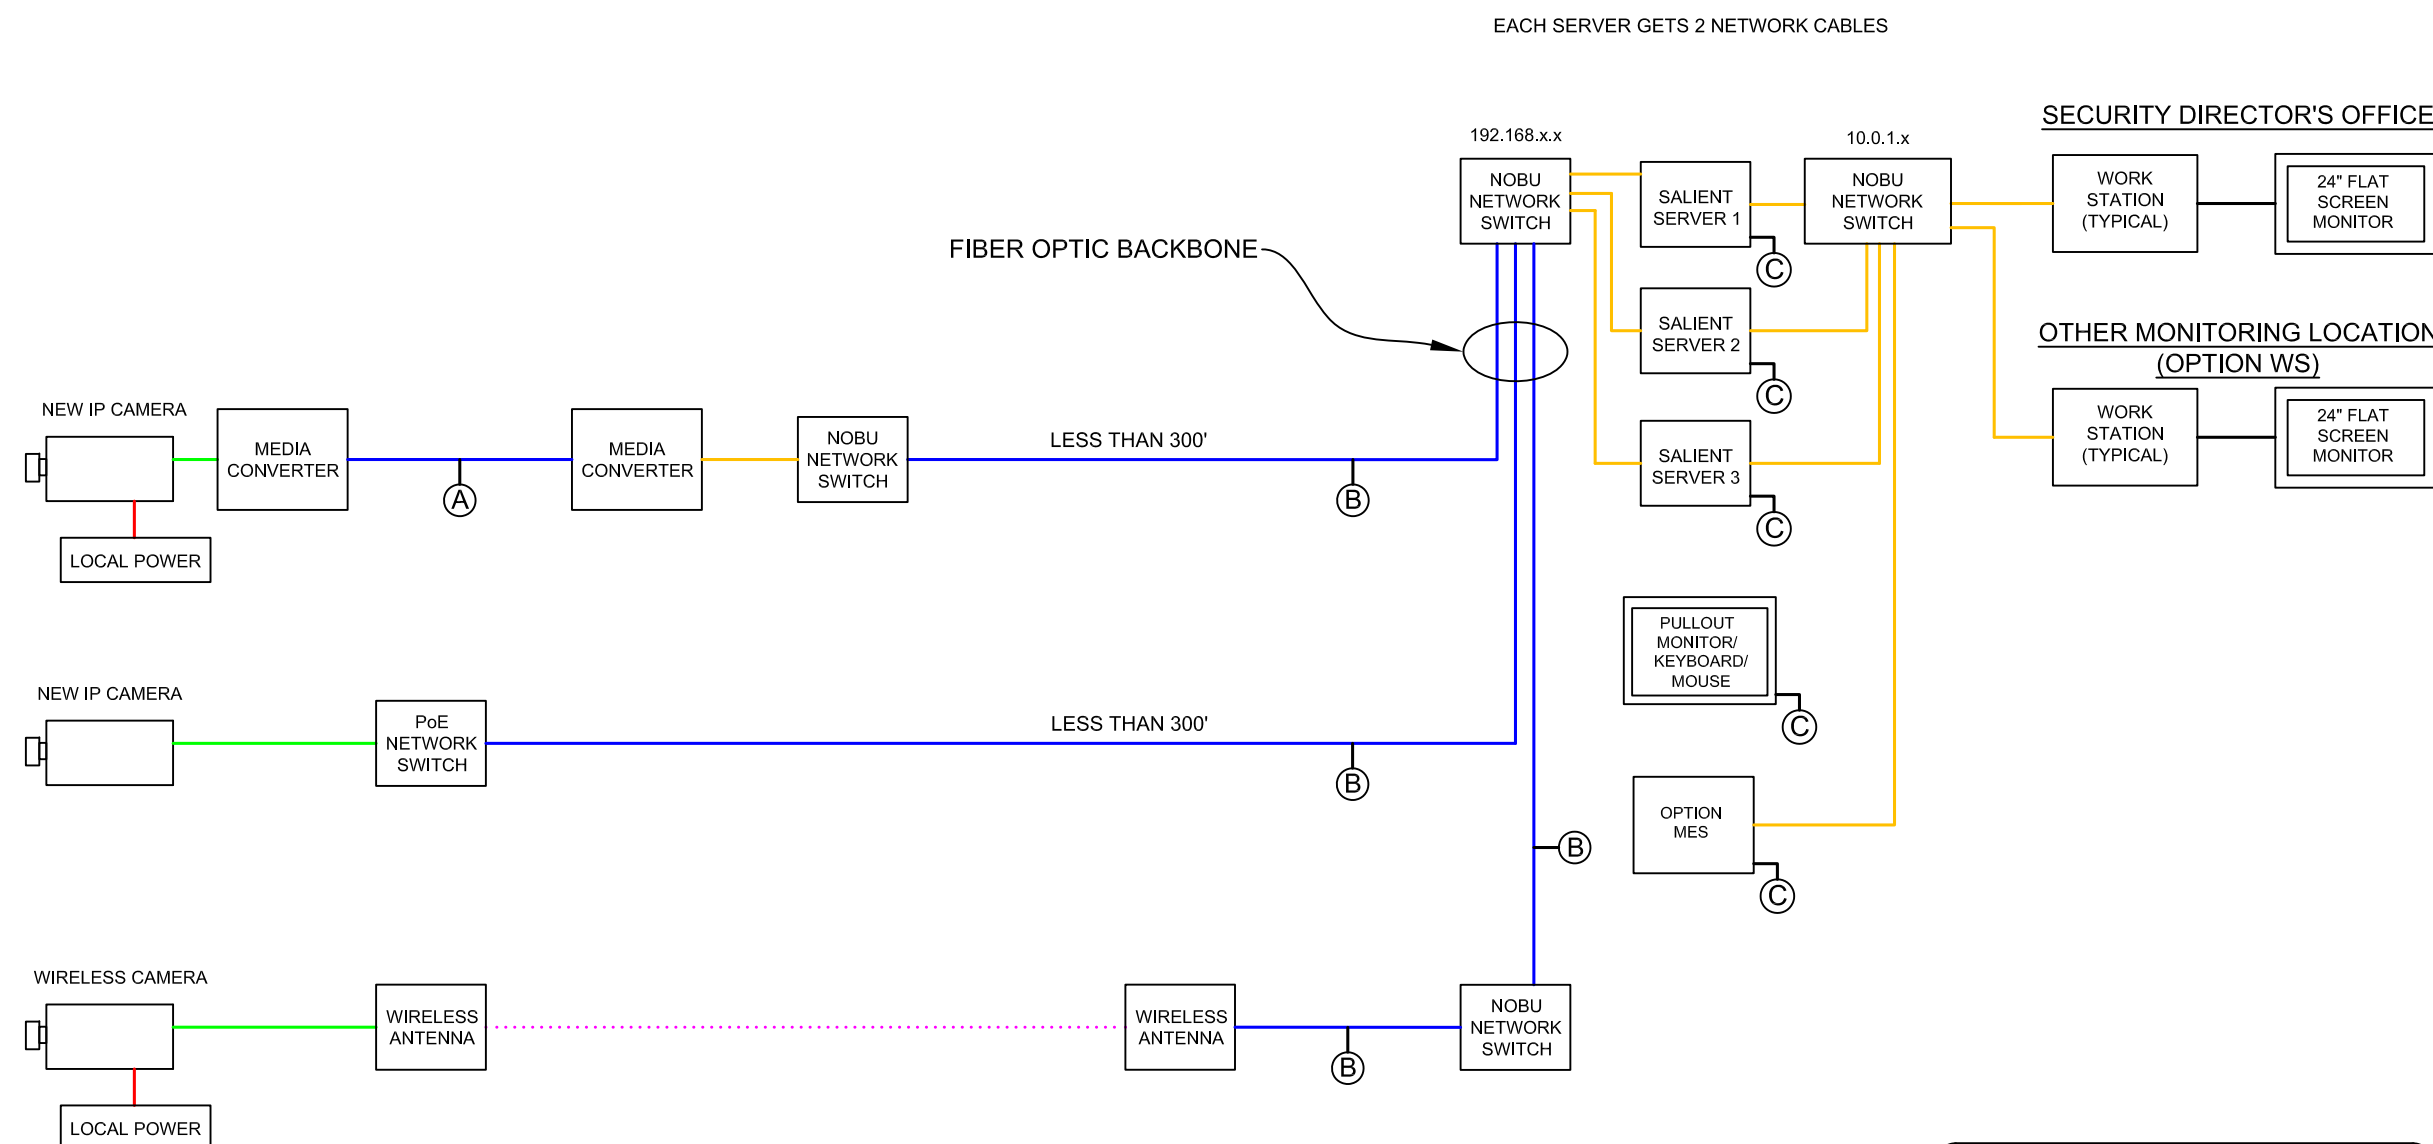 EACH SERVER GETS 2 NETWORK CABLES
SECURITY DIRECTOR'S OFFICE
192.168.x.x
10.0.1.x
NOBU
NETWORK
SWITCH
SALIENT
SERVER 1
NOBU
NETWORK
SWITCH
WORK
STATION
(TYPICAL)
24" FLAT
SCREEN
MONITOR
FIBER OPTIC BACKBONE
C
SALIENT
SERVER 2
C
OTHER MONITORING LOCATION
(OPTION WS)
NEW IP CAMERA
MEDIA
CONVERTER
A
MEDIA
CONVERTER
NOBU
NETWORK
SWITCH
LESS THAN 300'
B
SALIENT
SERVER 3
C
WORK
STATION
(TYPICAL)
24" FLAT
SCREEN
MONITOR
LOCAL POWER
PULLOUT
MONITOR/
KEYBOARD/
MOUSE
C
NEW IP CAMERA
PoE
NETWORK
SWITCH
LESS THAN 300'
B
OPTION
MES
C
B
WIRELESS CAMERA
WIRELESS
ANTENNA
WIRELESS
ANTENNA
B
NOBU
NETWORK
SWITCH
LOCAL POWER